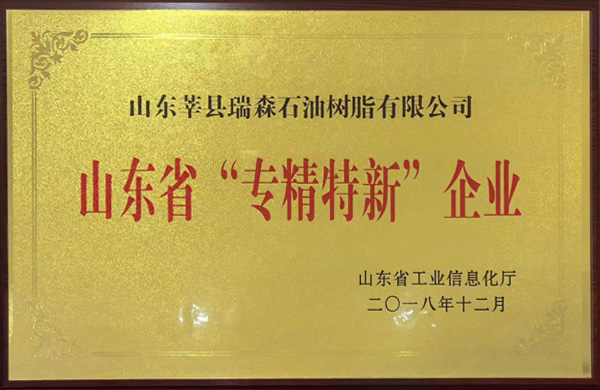 山东莘县瑞森石油树脂有限公司
山东省“专精特新”企业
山东省工业信息化厅
二〇一八年十二月